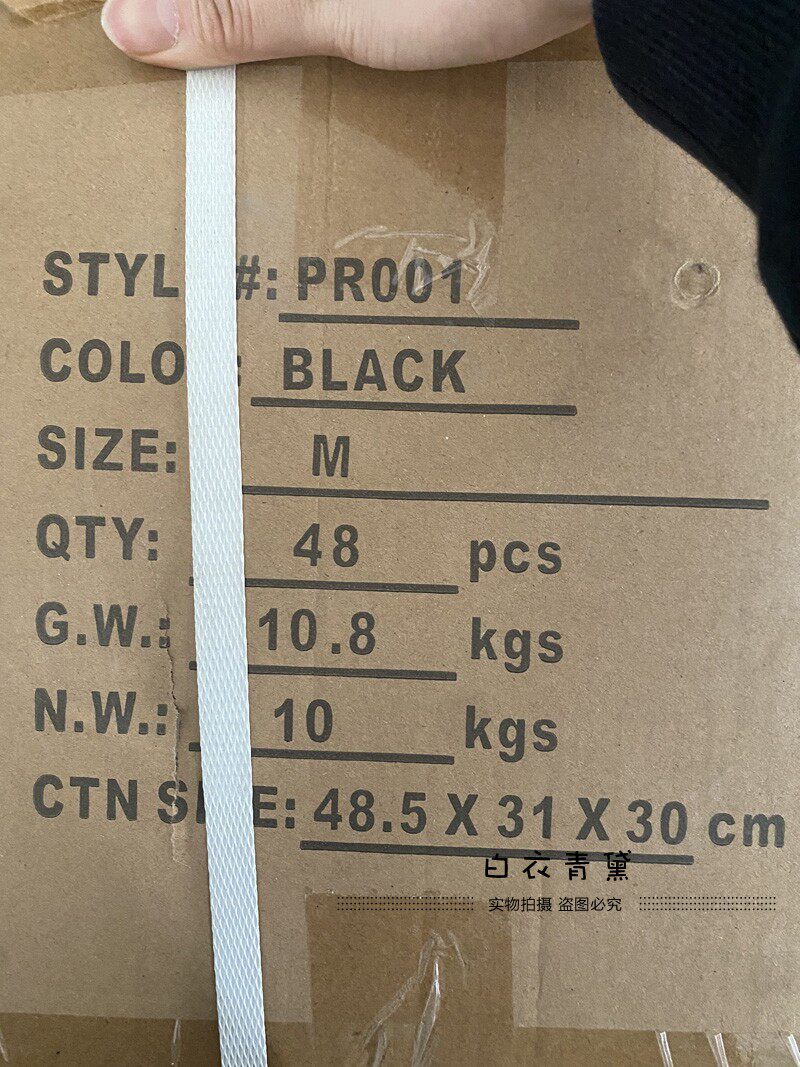 STYL #: PR001
COLO : BLACK
SIZE: M
QTY: 48 pcs
G.W.: 10.8 kgs
N.W.: 10 kgs
CTN S E: 48.5 X 31 X 30 cm
白衣青黛
实物拍摄 盗图必究